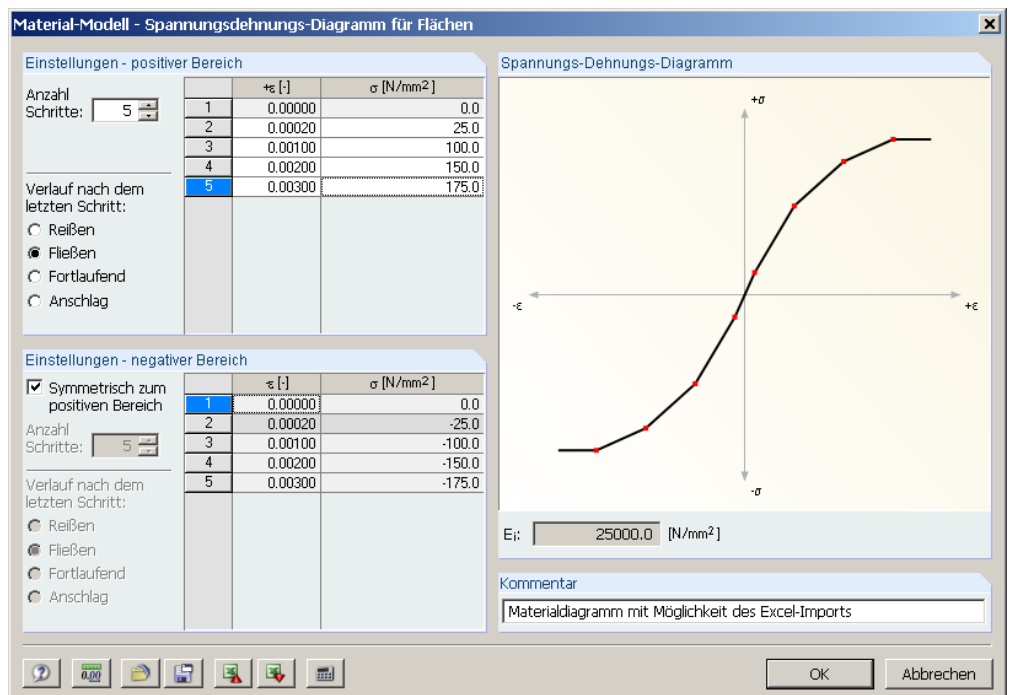 Material-Modell - Spannungsdehnungs-Diagramm für Flächen
Einstellungen - positiver Bereich
Anzahl
Schritte: 5
+ε [-] σ [N/mm²]
1 0.00000 0.0
2 0.00020 25.0
3 0.00100 100.0
4 0.00200 150.0
5 0.00300 175.0
Verlauf nach dem
letzten Schritt:
Reißen
Fließen
Fortlaufend
Anschlag
Einstellungen - negativer Bereich
Symmetrisch zum
positiven Bereich
Anzahl
Schritte: 5
-ε [-] σ [N/mm²]
1 0.00000 0.0
2 0.00020 -25.0
3 0.00100 -100.0
4 0.00200 -150.0
5 0.00300 -175.0
Verlauf nach dem
letzten Schritt:
Reißen
Fließen
Fortlaufend
Anschlag
Spannungs-Dehnungs-Diagramm
+σ
-ε
+ε
-σ
Ei: 25000.0 [N/mm²]
Kommentar
Materialdiagramm mit Möglichkeit des Excel-Imports
0.00
OK
Abbrechen